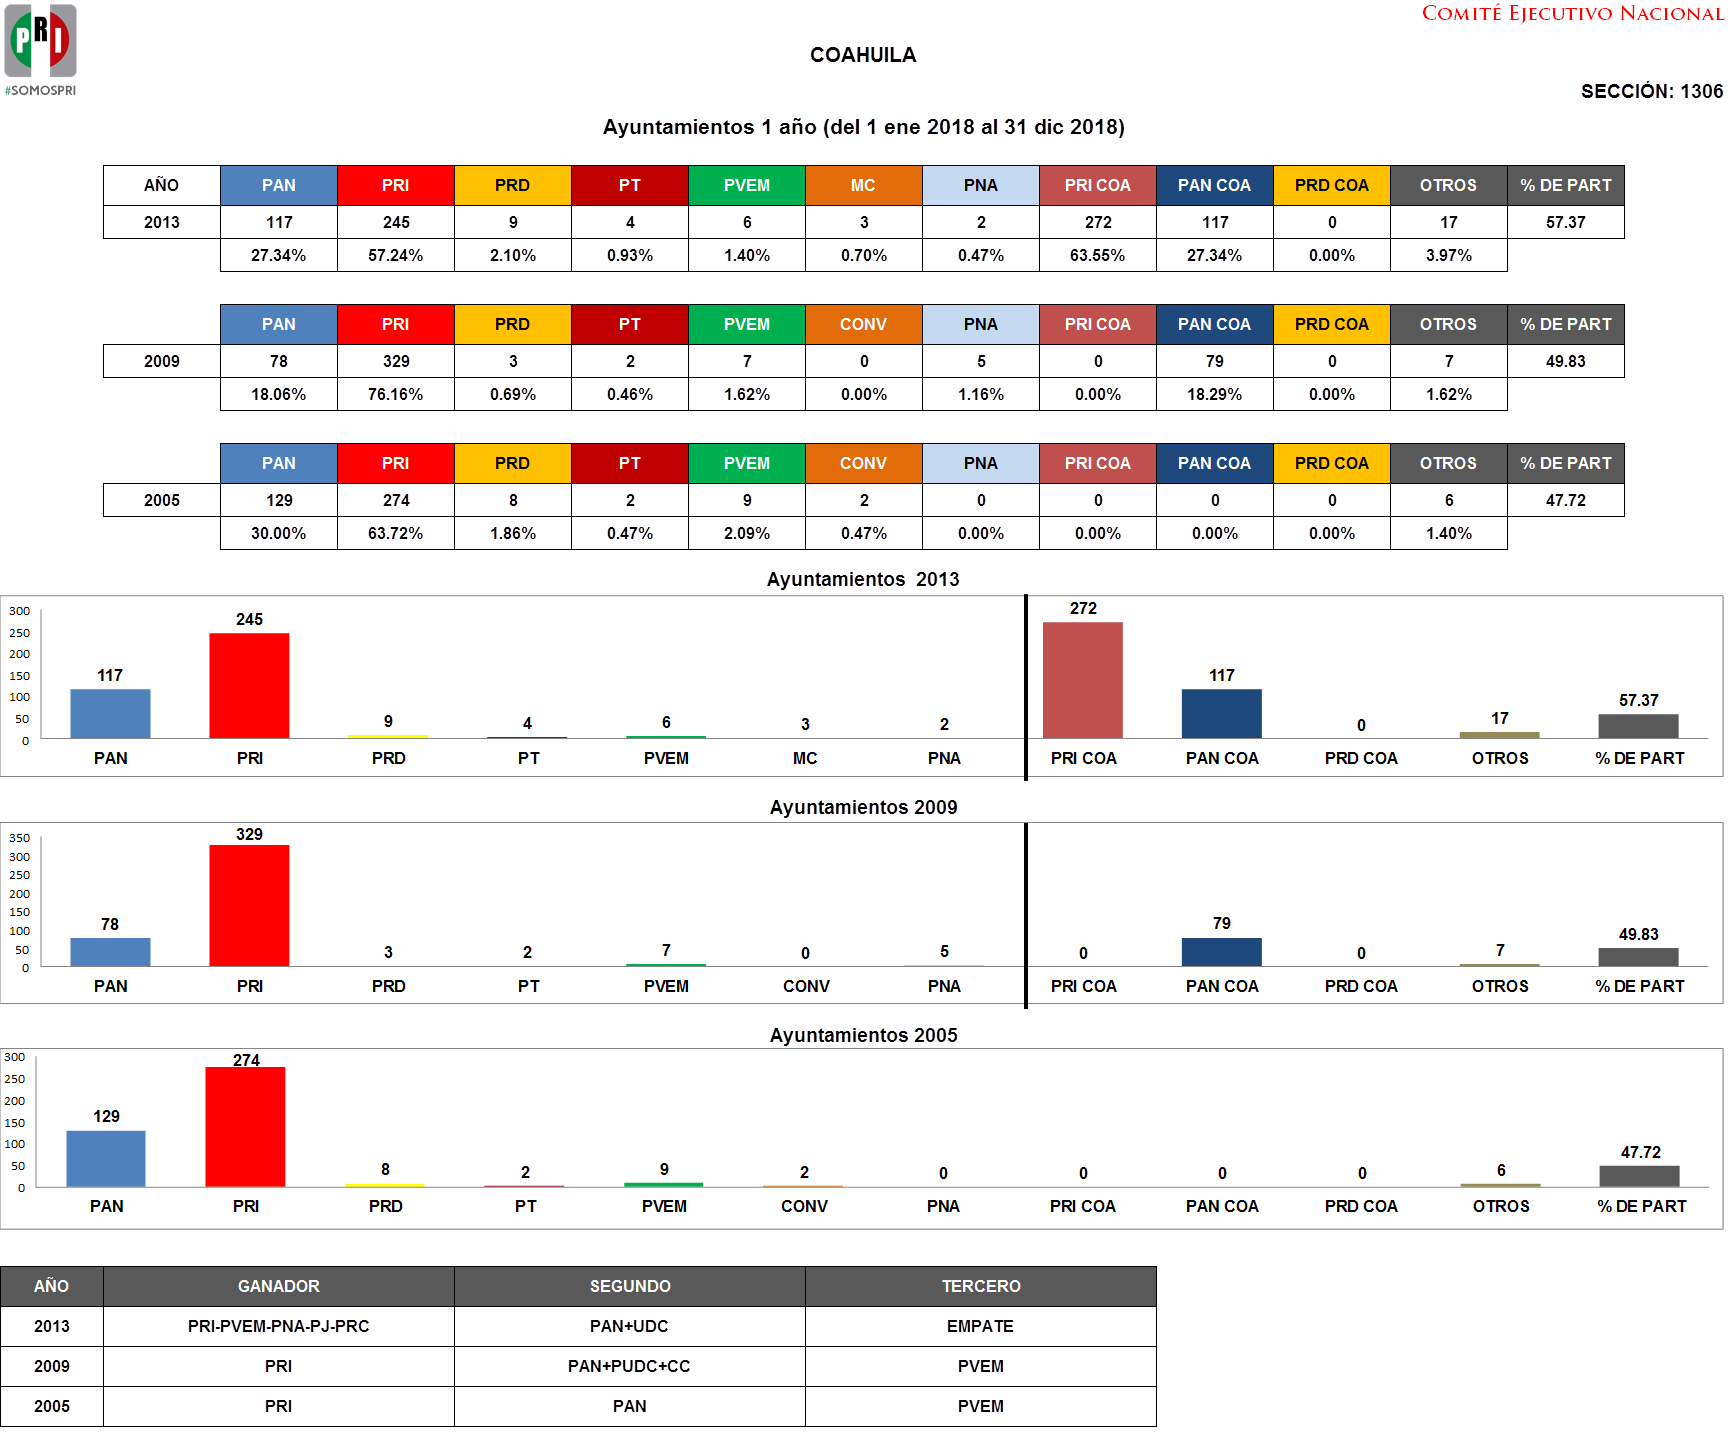 PRI
#SOMOSPRI
COMITÉ EJECUTIVO NACIONAL
COAHUILA
SECCIÓN: 1306
Ayuntamientos 1 año (del 1 ene 2018 al 31 dic 2018)
AÑO PAN PRI PRD PT PVEM MC PNA PRI COA PAN COA PRD COA OTROS % DE PART
2013 117 245 9 4 6 3 2 272 117 0 17 57.37
27.34% 57.24% 2.10% 0.93% 1.40% 0.70% 0.47% 63.55% 27.34% 0.00% 3.97%
PAN PRI PRD PT PVEM CONV PNA PRI COA PAN COA PRD COA OTROS % DE PART
2009 78 329 3 2 7 0 5 0 79 0 7 49.83
18.06% 76.16% 0.69% 0.46% 1.62% 0.00% 1.16% 0.00% 18.29% 0.00% 1.62%
PAN PRI PRD PT PVEM CONV PNA PRI COA PAN COA PRD COA OTROS % DE PART
2005 129 274 8 2 9 2 0 0 0 0 6 47.72
30.00% 63.72% 1.86% 0.47% 2.09% 0.47% 0.00% 0.00% 0.00% 0.00% 1.40%
Ayuntamientos 2013
300
250
200
150
100
50
0
117 245 9 4 6 3 2 272 117 0 17 57.37
PAN PRI PRD PT PVEM MC PNA PRI COA PAN COA PRD COA OTROS % DE PART
Ayuntamientos 2009
350
300
250
200
150
100
50
0
78 329 3 2 7 0 5 0 79 0 7 49.83
PAN PRI PRD PT PVEM CONV PNA PRI COA PAN COA PRD COA OTROS % DE PART
Ayuntamientos 2005
300
250
200
150
100
50
0
129 274 8 2 9 2 0 0 0 0 6 47.72
PAN PRI PRD PT PVEM CONV PNA PRI COA PAN COA PRD COA OTROS % DE PART
AÑO GANADOR SEGUNDO TERCERO
2013 PRI-PVEM-PNA-PJ-PRC PAN+UDC EMPATE
2009 PRI PAN+PUDC+CC PVEM
2005 PRI PAN PVEM